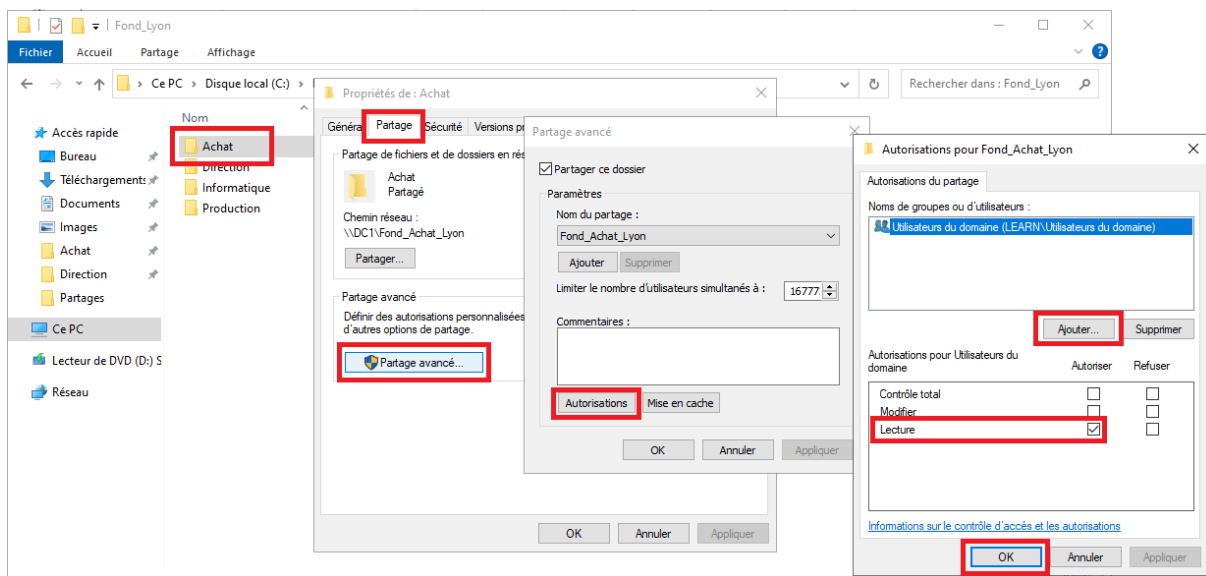 Fond_Lyon
Fichier Accueil Partage Affichage
Ce PC Disque local (C:) Rechercher dans : Fond_Lyon
Accès rapide
Bureau
Téléchargements
Documents
Images
Achat
Direction
Partages
Ce PC
Lecteur de DVD (D:) S
Réseau
Nom
Achat
Direction
Informatique
Production
Propriétés de : Achat
Général Partage Sécurité Versions pr
Partage de fichiers et de dossiers en rés
Achat
Partagé
Chemin réseau :
\\DC1\Fond_Achat_Lyon
Partager...
Partage avancé
Définir des autorisations personnalisées
d'autres options de partage.
Partage avancé...
OK Annuler Appliquer
Partage avancé
Partager ce dossier
Paramètres
Nom du partage :
Fond_Achat_Lyon
Ajouter Supprimer
Limiter le nombre d'utilisateurs simultanés à : 16777
Commentaires :
Autorisations Mise en cache
OK Annuler Appliquer
Autorisations pour Fond_Achat_Lyon
Autorisations du partage
Noms de groupes ou d'utilisateurs :
Utilisateurs du domaine (LEARN\Utilisateurs du domaine)
Ajouter... Supprimer
Autorisations pour Utilisateurs du
domaine Autoriser Refuser
Contrôle total
Modifier
Lecture
Informations sur le contrôle d'accès et les autorisations
OK Annuler Appliquer